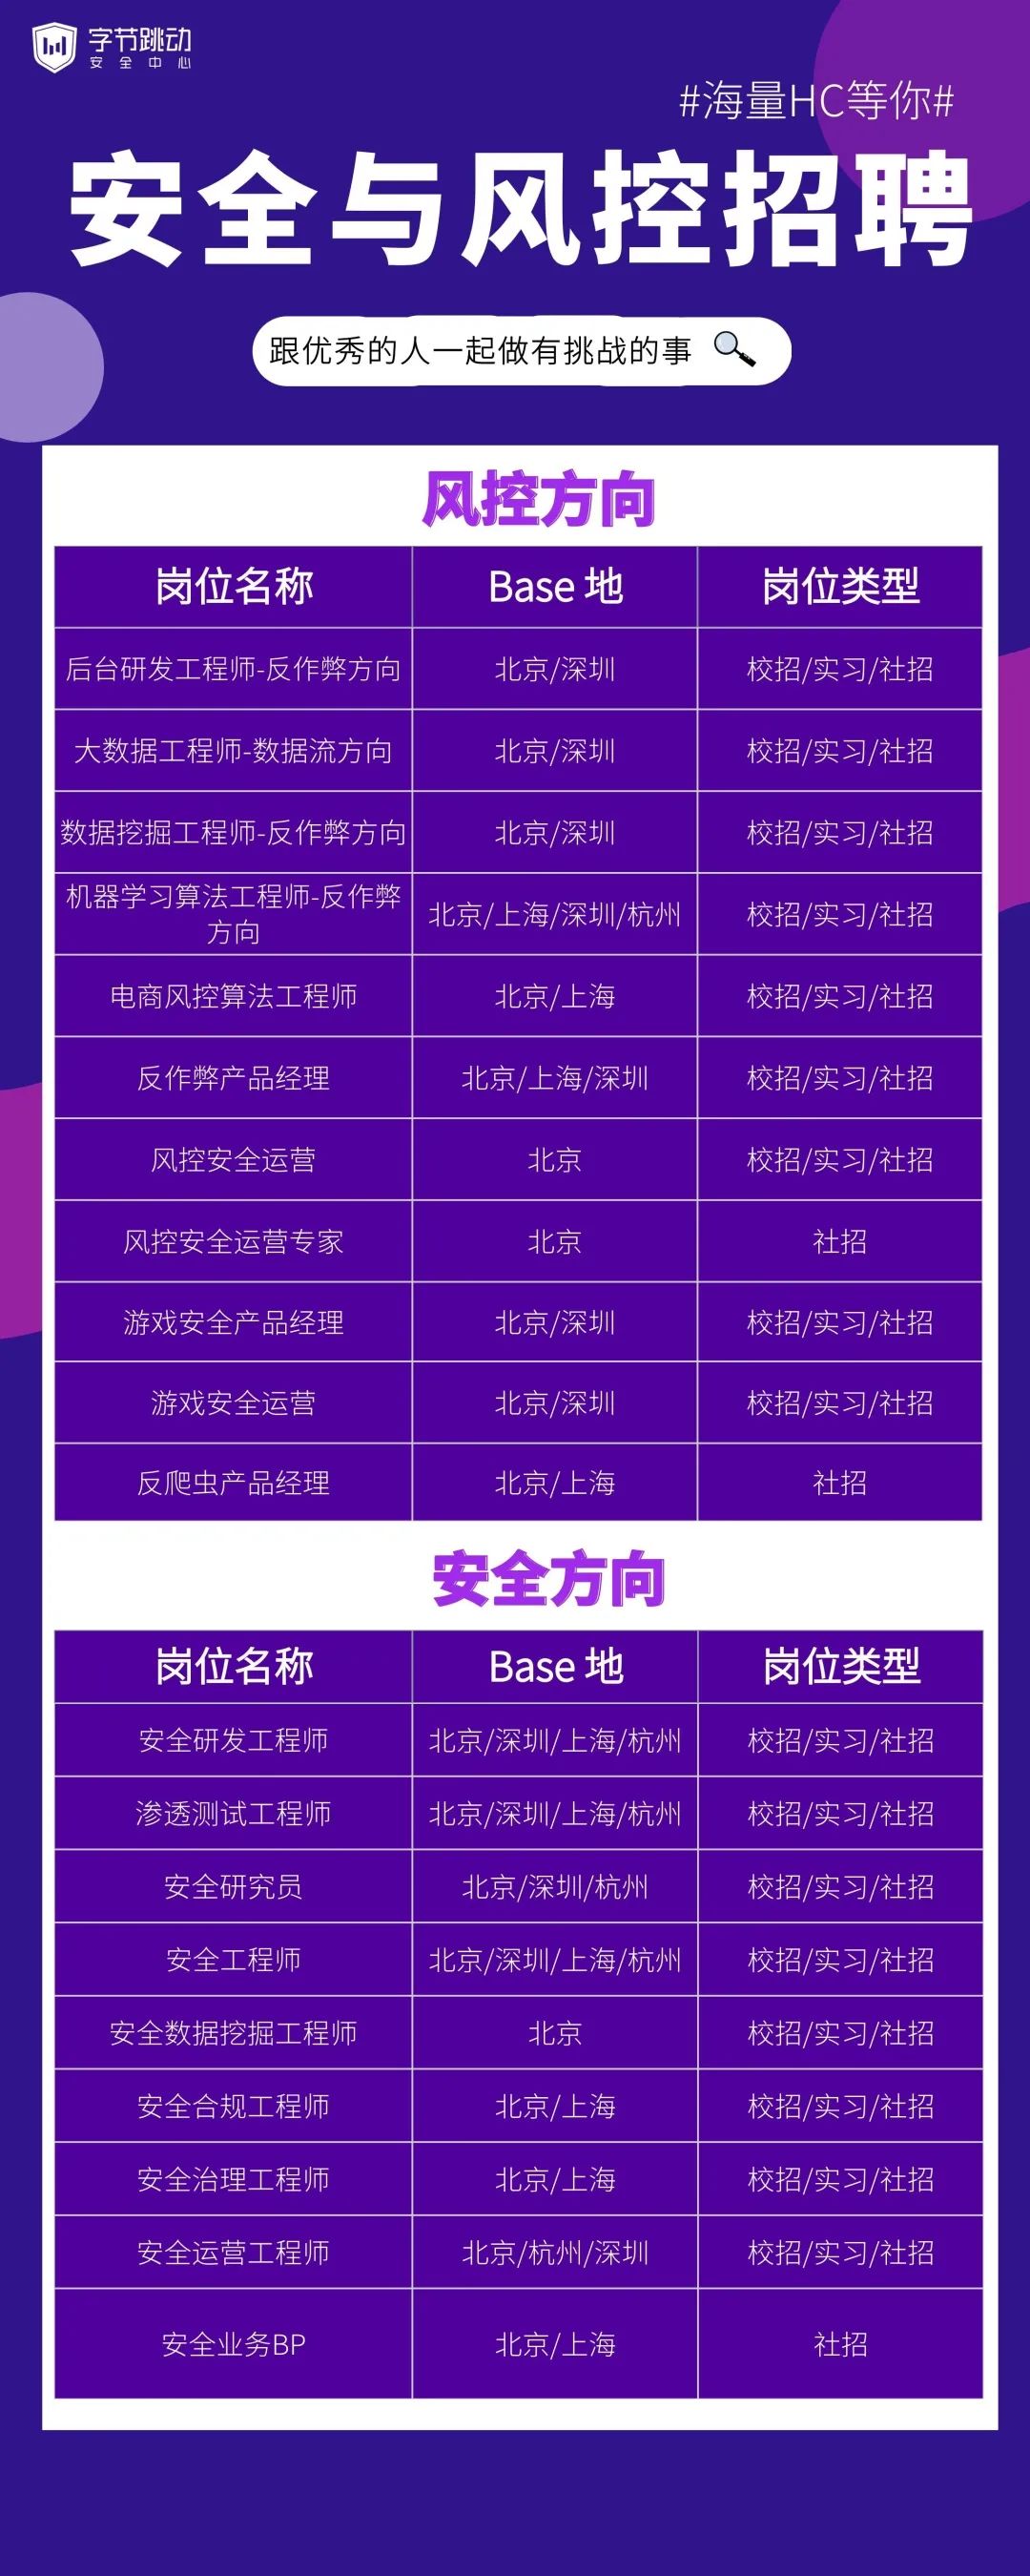 字节跳动
安全中心
#海量HC等你#
安全与风控招聘
跟优秀的人一起做有挑战的事
风控方向
岗位名称 Base 地 岗位类型
后台研发工程师-反作弊方向 北京/深圳 校招/实习/社招
大数据工程师-数据流方向 北京/深圳 校招/实习/社招
数据挖掘工程师-反作弊方向 北京/深圳 校招/实习/社招
机器学习算法工程师-反作弊
方向 北京/上海/深圳/杭州 校招/实习/社招
电商风控算法工程师 北京/上海 校招/实习/社招
反作弊产品经理 北京/上海/深圳 校招/实习/社招
风控安全运营 北京 校招/实习/社招
风控安全运营专家 北京 社招
游戏安全产品经理 北京/深圳 校招/实习/社招
游戏安全运营 北京/深圳 校招/实习/社招
反爬虫产品经理 北京/上海 社招
安全方向
岗位名称 Base 地 岗位类型
安全研发工程师 北京/深圳/上海/杭州 校招/实习/社招
渗透测试工程师 北京/深圳/上海/杭州 校招/实习/社招
安全研究员 北京/深圳/杭州 校招/实习/社招
安全工程师 北京/深圳/上海/杭州 校招/实习/社招
安全数据挖掘工程师 北京 校招/实习/社招
安全合规工程师 北京/上海 校招/实习/社招
安全治理工程师 北京/上海 校招/实习/社招
安全运营工程师 北京/杭州/深圳 校招/实习/社招
安全业务BP 北京/上海 社招